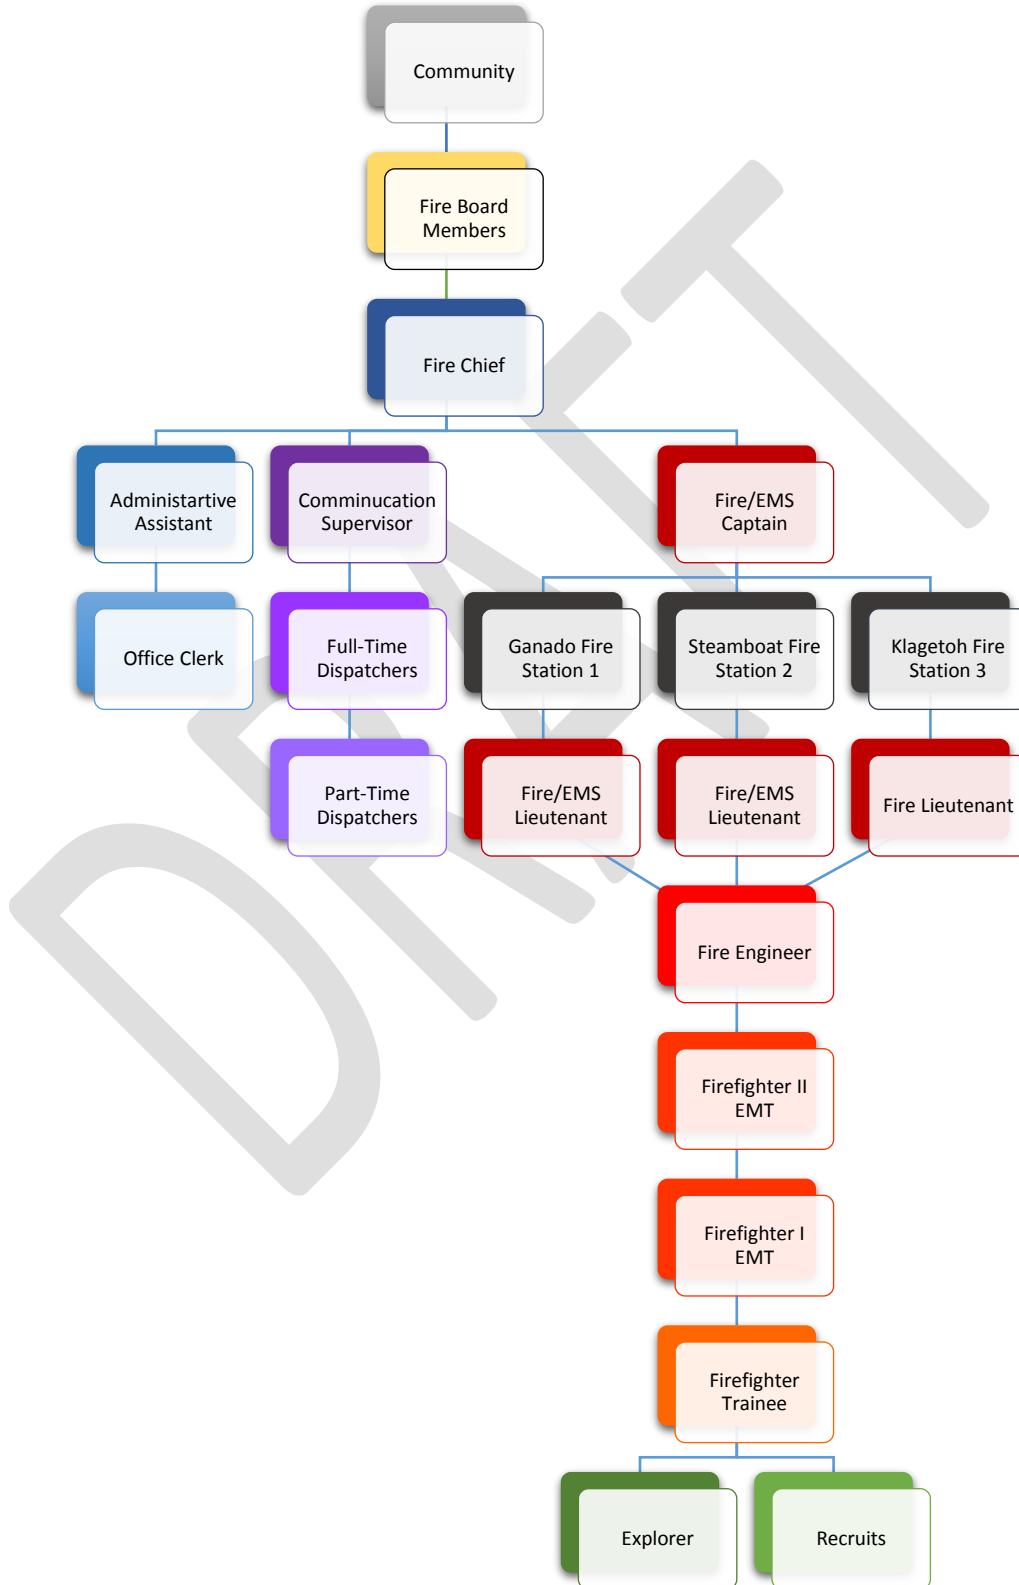 Community
Fire Board
Members
Fire Chief
Administartive
Assistant
Comminucation
Supervisor
Fire/EMS
Captain
Office Clerk
Full-Time
Dispatchers
Ganado Fire
Station 1
Steamboat Fire
Station 2
Klagetoh Fire
Station 3
Part-Time
Dispatchers
Fire/EMS
Lieutenant
Fire/EMS
Lieutenant
Fire Lieutenant
Fire Engineer
Firefighter II
EMT
Firefighter I
EMT
Firefighter
Trainee
Explorer
Recruits
DRAFT